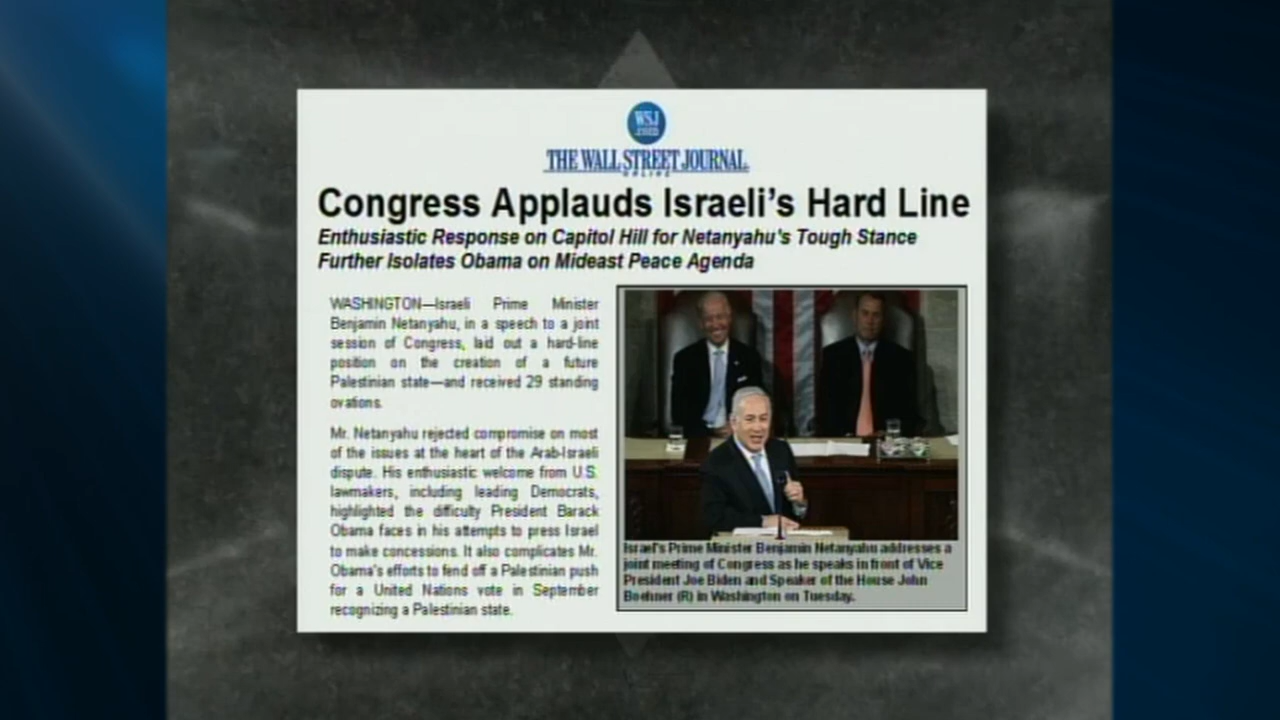 WSJ
.com
THE WALL STREET JOURNAL.
ONLINE
Congress Applauds Israeli's Hard Line
Enthusiastic Response on Capitol Hill for Netanyahu's Tough Stance
Further Isolates Obama on Mideast Peace Agenda
WASHINGTON—Israeli Prime Minister
Benjamin Netanyahu, in a speech to a joint
session of Congress, laid out a hard-line
position on the creation of a future
Palestinian state—and received 29 standing
ovations.
Mr. Netanyahu rejected compromise on most
of the issues at the heart of the Arab-Israeli
dispute. His enthusiastic welcome from U.S.
lawmakers, including leading Democrats,
highlighted the difficulty President Barack
Obama faces in his attempts to press Israel
to make concessions. It also complicates Mr.
Obama's efforts to fend off a Palestinian push
for a United Nations vote in September
recognizing a Palestinian state.
Israel's Prime Minister Benjamin Netanyahu addresses a
joint meeting of Congress as he speaks in front of Vice
President Joe Biden and Speaker of the House John
Boehner (R) in Washington on Tuesday.